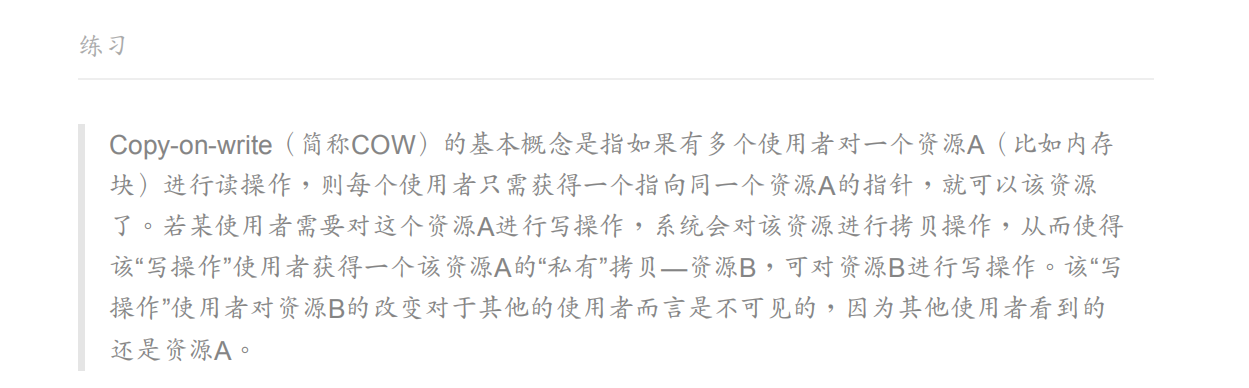 练习
Copy-on-write（简称COW）的基本概念是指如果有多个使用者对一个资源A（比如内存
块）进行读操作，则每个使用者只需获得一个指向同一个资源A的指针，就可以该资源
了。若某使用者需要对这个资源A进行写操作，系统会对该资源进行拷贝操作，从而使得
该“写操作”使用者获得一个该资源A的“私有”拷贝—资源B，可对资源B进行写操作。该“写
操作”使用者对资源B的改变对于其他的使用者而言是不可见的，因为其他使用者看到的
还是资源A。